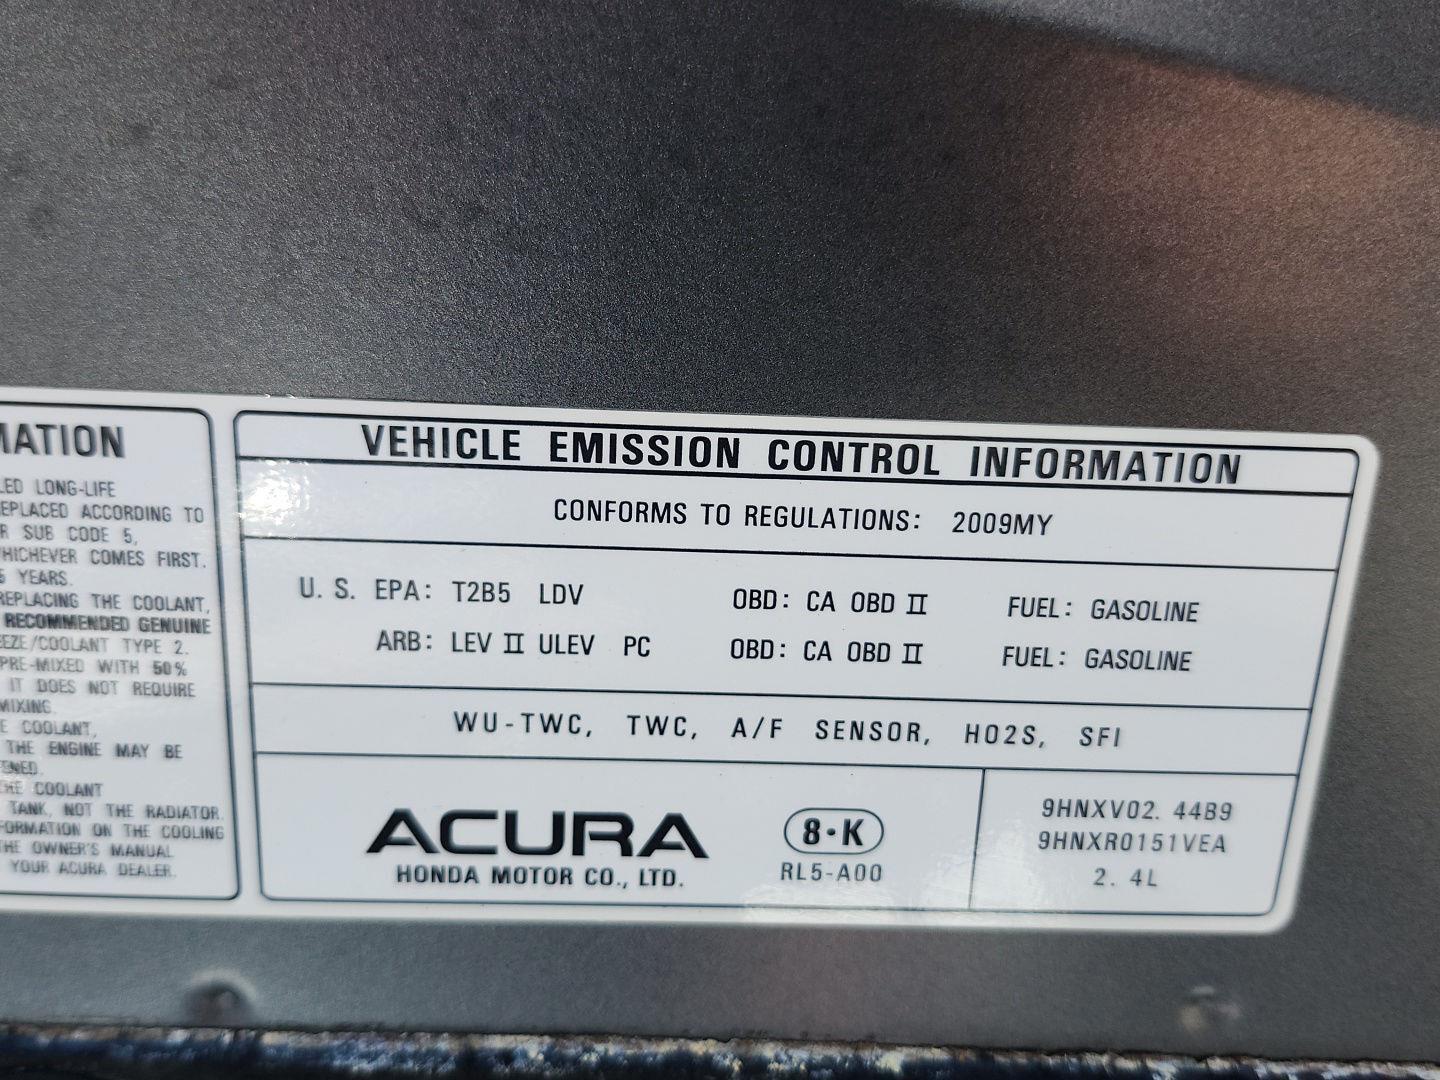 MATION
LED LONG-LIFE
EPLACED ACCORDING TO
R SUB CODE 5,
WHICHEVER COMES FIRST.
5 YEARS.
REPLACING THE COOLANT,
RECOMMENDED GENUINE
EEZE/COOLANT TYPE 2.
PRE-MIXED WITH 50%
IT DOES NOT REQUIRE
MIXING.
E COOLANT,
THE ENGINE MAY BE
ENED.
THE COOLANT
TANK, NOT THE RADIATOR.
FORMATION ON THE COOLING
THE OWNER'S MANUAL
YOUR ACURA DEALER.
VEHICLE EMISSION CONTROL INFORMATION
CONFORMS TO REGULATIONS: 2009MY
U. S. EPA: T2B5 LDV OBD: CA OBD II FUEL: GASOLINE
ARB: LEV II ULEV PC OBD: CA OBD II FUEL: GASOLINE
WU-TWC, TWC, A/F SENSOR, HO2S, SFI
ACURA
HONDA MOTOR CO., LTD.
8·K
RL5-A00
9HNXV02. 44B9
9HNXR0151VEA
2. 4L